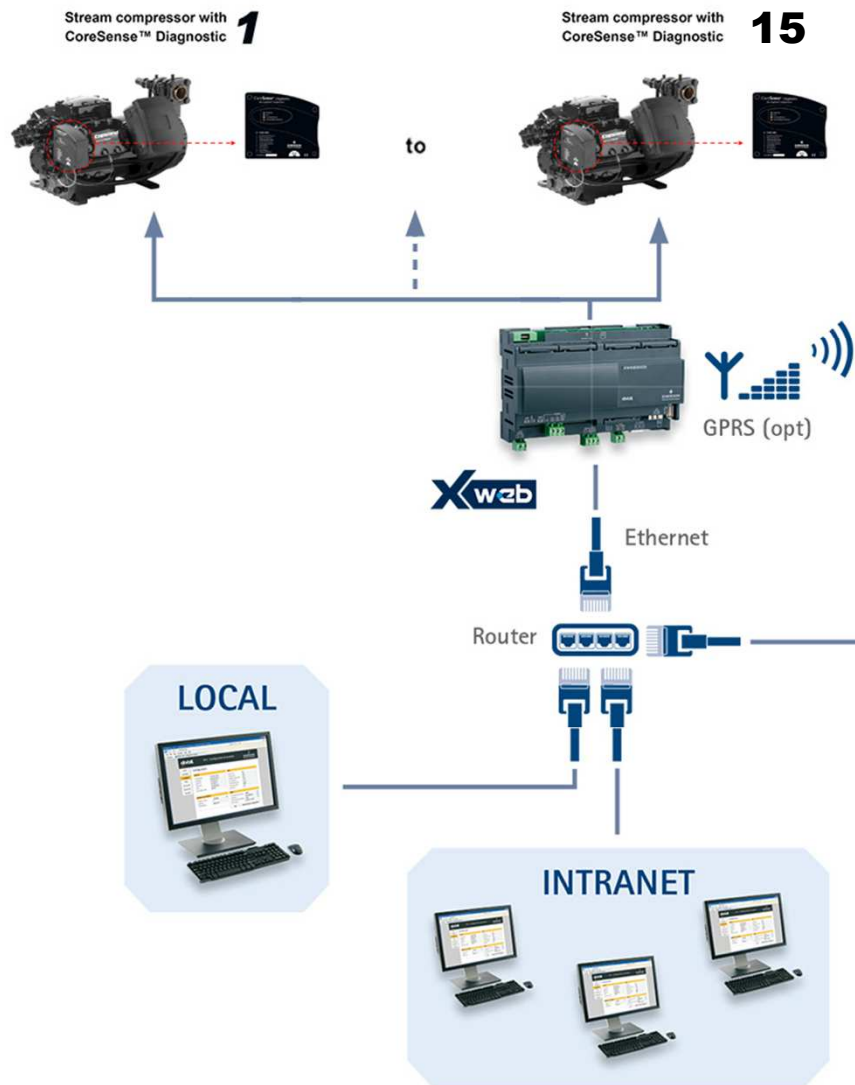 Stream compressor with
CoreSense™ Diagnostic 1
Stream compressor with
CoreSense™ Diagnostic 15
to
GPRS (opt)
Xweb
Ethernet
Router
LOCAL
INTRANET